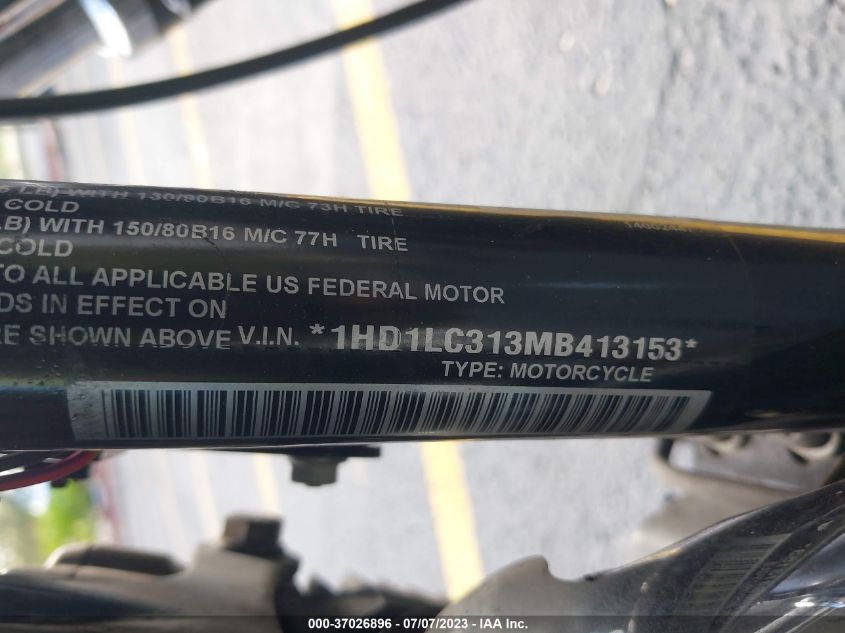 LB) WITH 130/90B16 M/C 73H TIRE
COLD
LB) WITH 150/80B16 M/C 77H TIRE
COLD
TO ALL APPLICABLE US FEDERAL MOTOR
DS IN EFFECT ON
RE SHOWN ABOVE V.I.N. *1HD1LC313MB413153*
TYPE: MOTORCYCLE
000-37026896 - 07/07/2023 - IAA Inc.